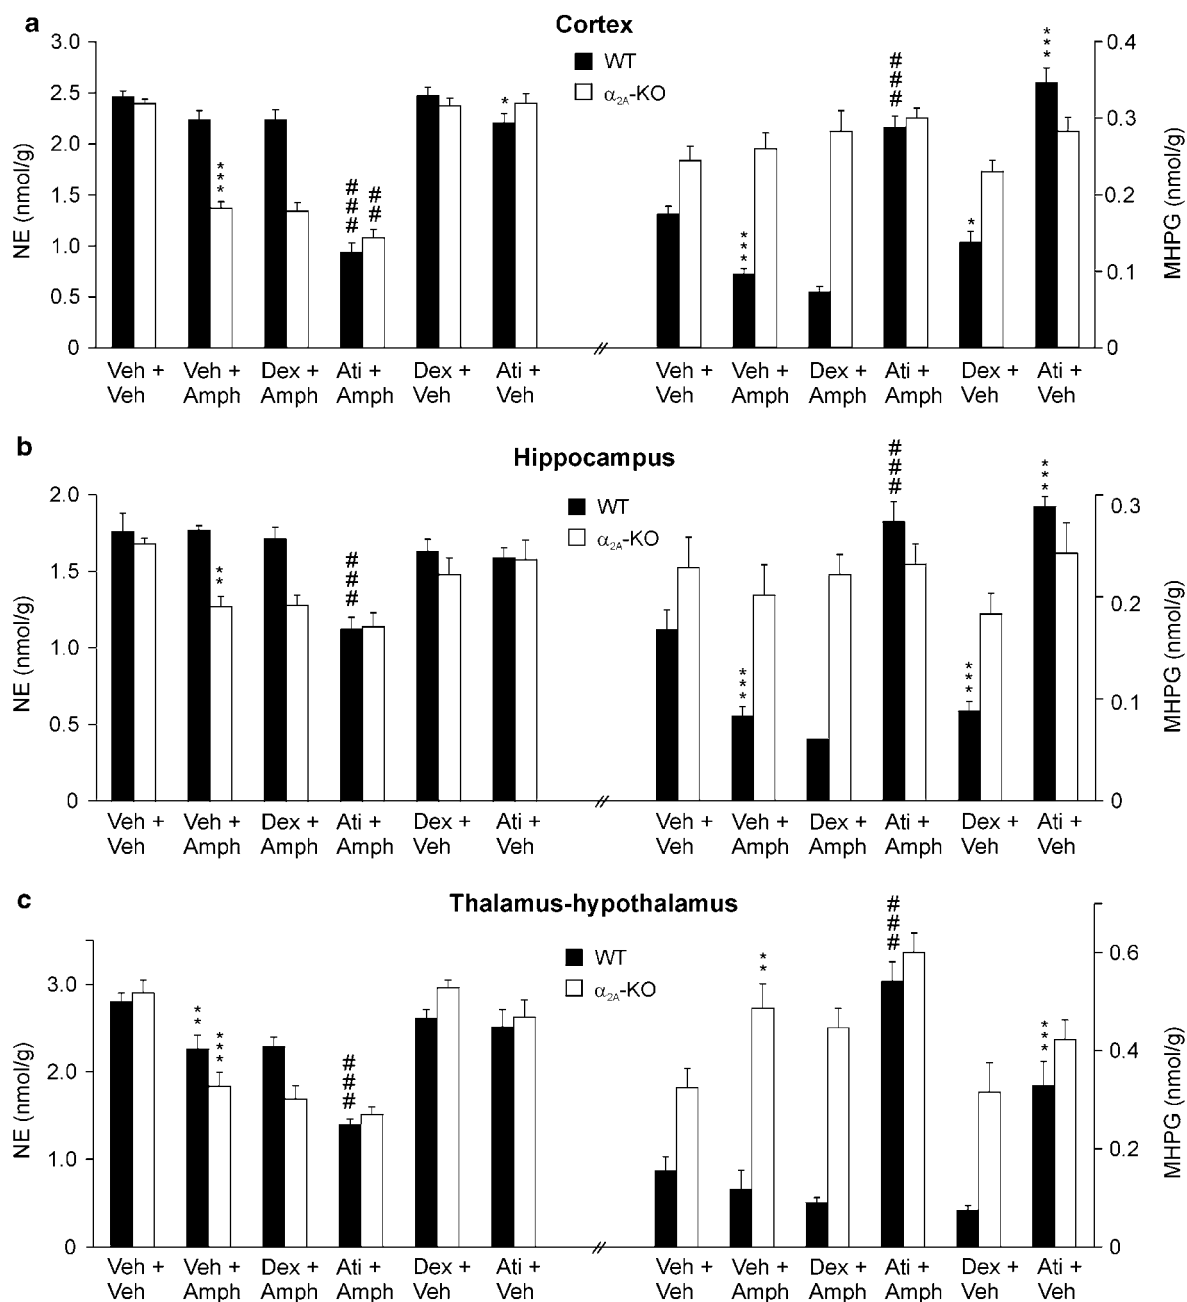 a
Cortex
WT
α2A-KO
NE (nmol/g)
3.0
2.5
2.0
1.5
1.0
0.5
0
***
###
##
*
***
###
*
***
0.4
0.3
0.2
0.1
0
MHPG (nmol/g)
Veh + Veh + Dex + Ati + Dex + Ati + // Veh + Veh + Dex + Ati + Dex + Ati +
Veh Amph Amph Amph Veh Veh Veh Amph Amph Amph Veh Veh
b
Hippocampus
WT
α2A-KO
NE (nmol/g)
2.0
1.5
1.0
0.5
0
**
###
***
###
***
***
0.3
0.2
0.1
0
MHPG (nmol/g)
Veh + Veh + Dex + Ati + Dex + Ati + // Veh + Veh + Dex + Ati + Dex + Ati +
Veh Amph Amph Amph Veh Veh Veh Amph Amph Amph Veh Veh
c
Thalamus-hypothalamus
WT
α2A-KO
NE (nmol/g)
3.0
2.0
1.0
0
**
***
###
**
###
***
0.6
0.4
0.2
0
MHPG (nmol/g)
Veh + Veh + Dex + Ati + Dex + Ati + // Veh + Veh + Dex + Ati + Dex + Ati +
Veh Amph Amph Amph Veh Veh Veh Amph Amph Amph Veh Veh